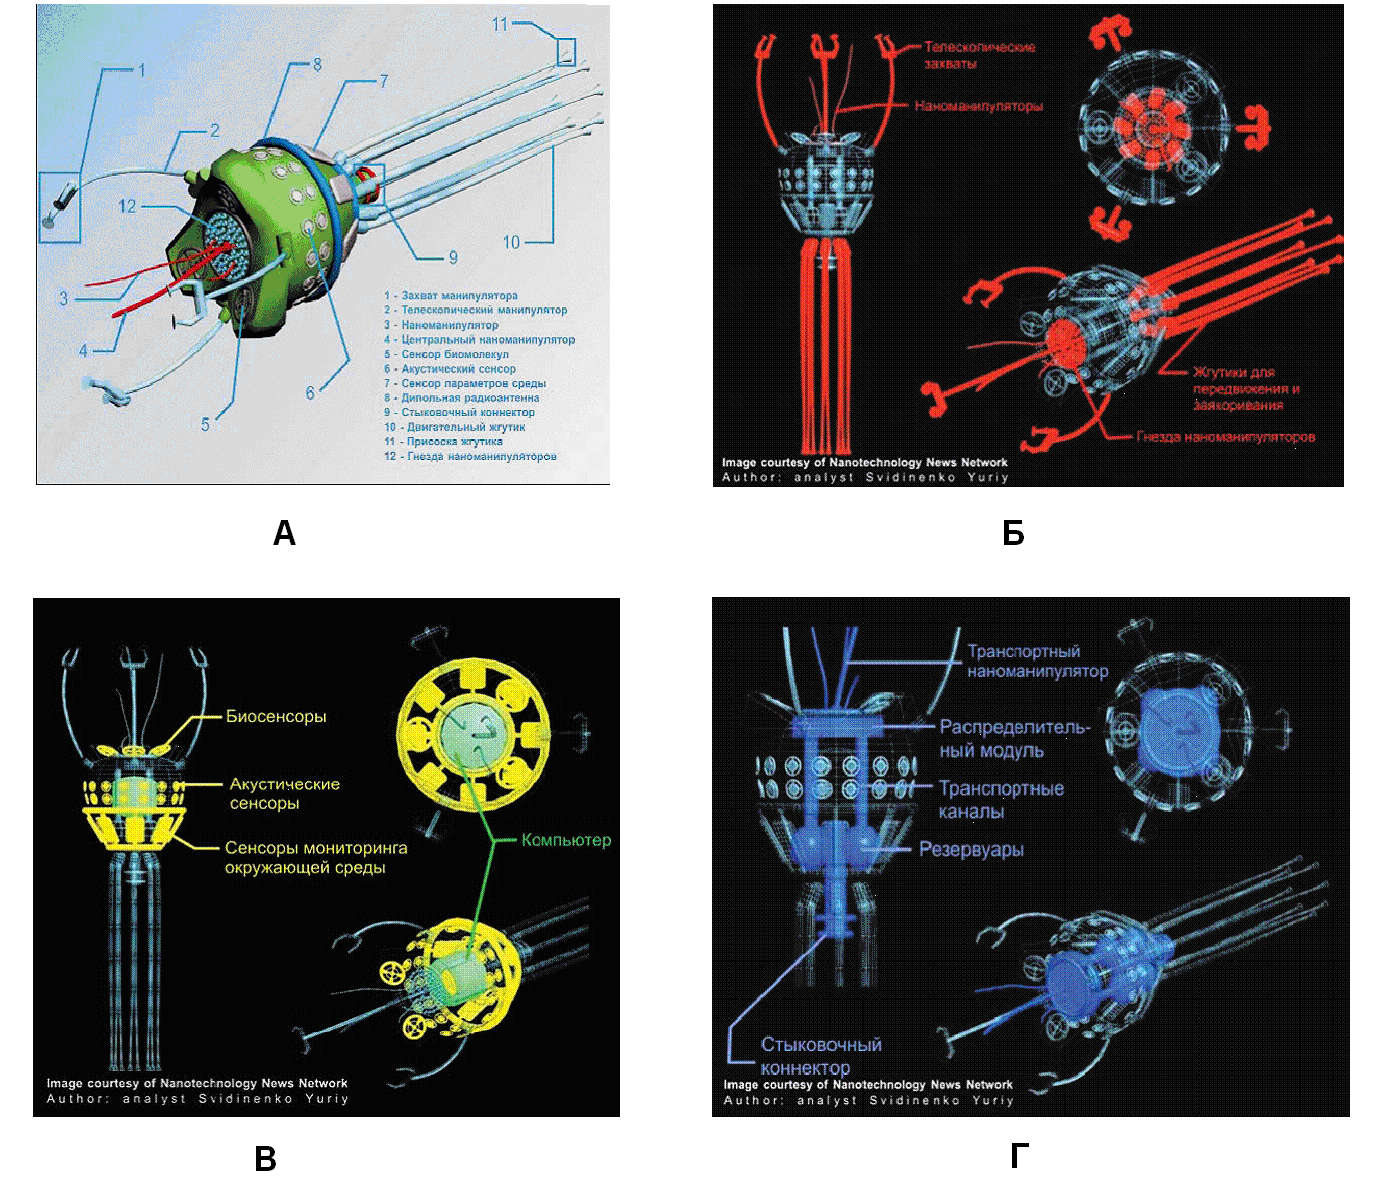 11
1
8
7
2
12
10
9
3
4
6
5
1 - Захват манипулятора
2 - Телескопический манипулятор
3 - Наноманипулятор
4 - Центральный наноманипулятор
5 - Сенсор биомолекул
6 - Акустический сенсор
7 - Сенсор параметров среды
8 - Дипольная радиоантенна
9 - Стыковочный коннектор
10 - Двигательный жгутик
11 - Присоска жгутика
12 - Гнезда наноманипуляторов
А
Телескопические
захваты
Наноманипуляторы
Жгутики для
передвижения и
заякоривания
Гнезда наноманипуляторов
Image courtesy of Nanotechnology News Network
Author: analyst Svidinenko Yuriy
Б
Биосенсоры
Акустические
сенсоры
Сенсоры мониторинга
окружающей среды
Компьютер
Image courtesy of Nanotechnology News Network
Author: analyst Svidinenko Yuriy
В
Транспортный
наноманипулятор
Распределитель-
ный модуль
Транспортные
каналы
Резервуары
Стыковочный
коннектор
Image courtesy of Nanotechnology News Network
Author: analyst Svidinenko Yuriy
Г